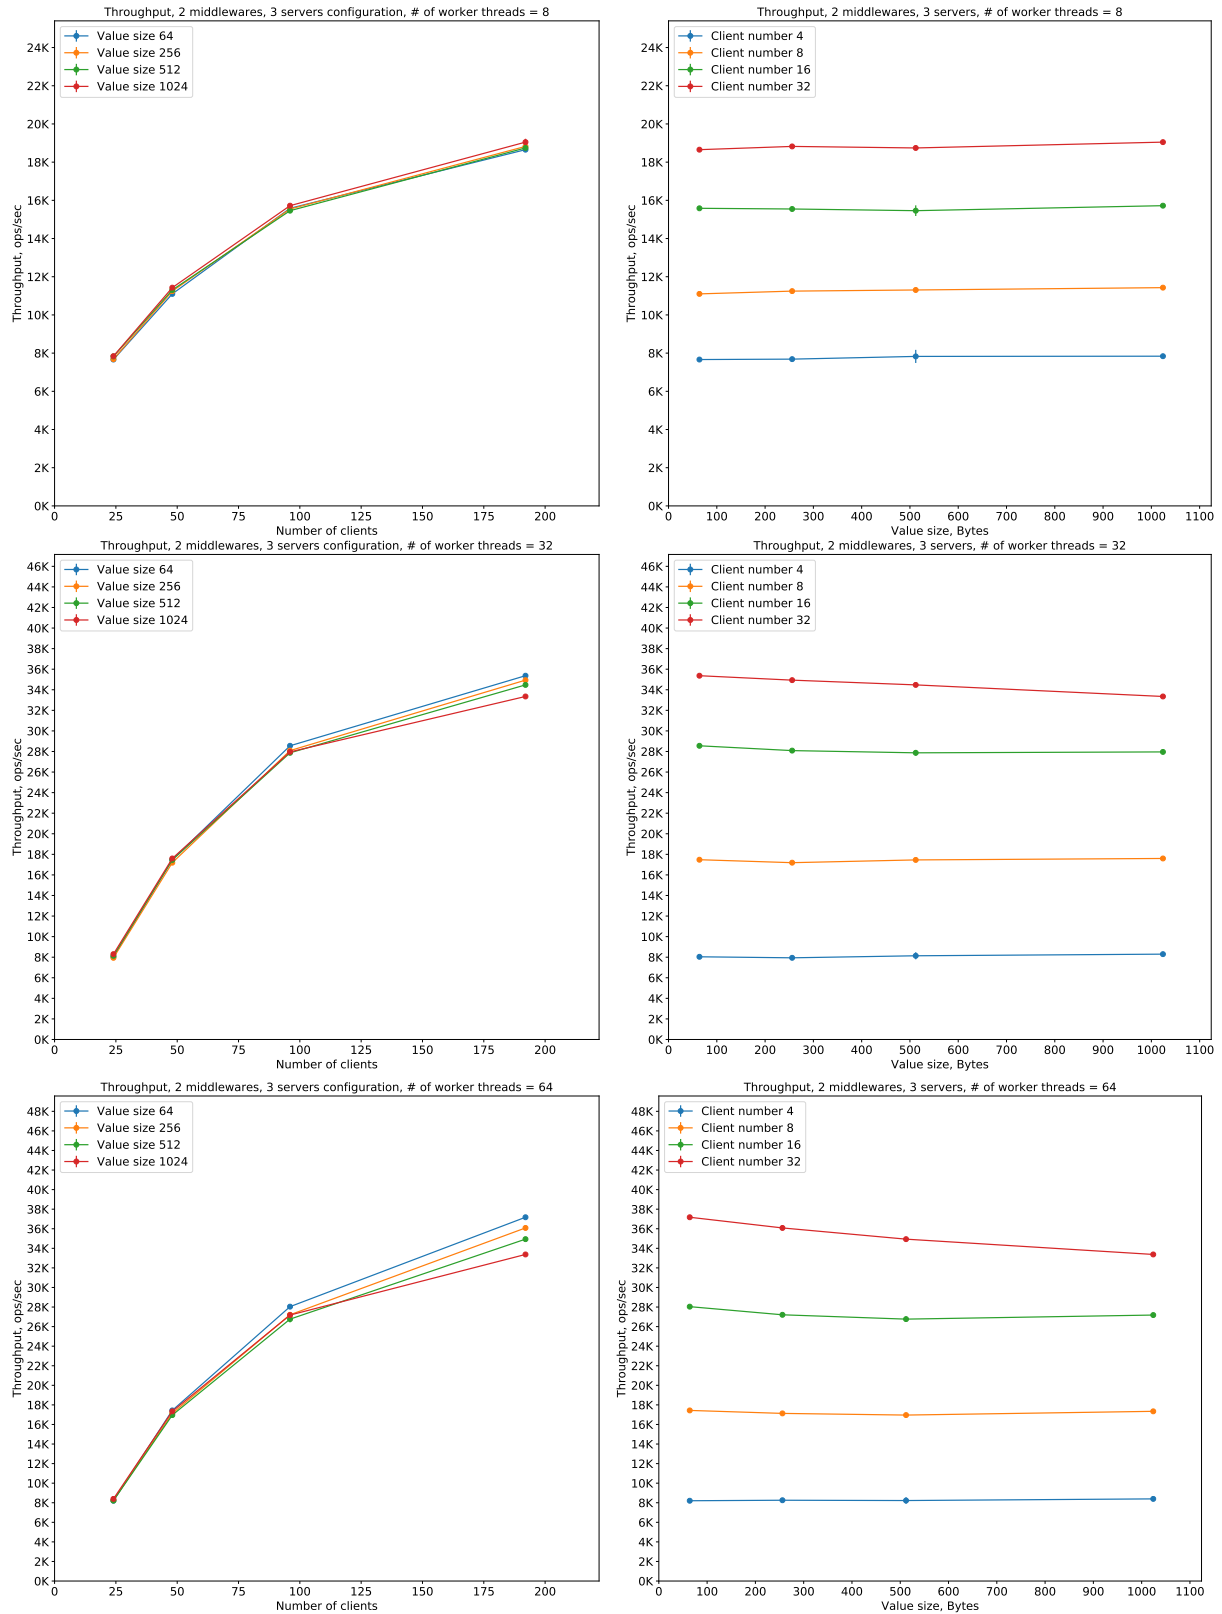 Throughput, 2 middlewares, 3 servers configuration, # of worker threads = 8
Value size 64
Value size 256
Value size 512
Value size 1024
24K
22K
20K
18K
16K
14K
12K
10K
8K
6K
4K
2K
0K
Throughput, ops/sec
0 25 50 75 100 125 150 175 200
Number of clients
Throughput, 2 middlewares, 3 servers, # of worker threads = 8
Client number 4
Client number 8
Client number 16
Client number 32
24K
22K
20K
18K
16K
14K
12K
10K
8K
6K
4K
2K
0K
Throughput, ops/sec
0 100 200 300 400 500 600 700 800 900 1000 1100
Value size, Bytes
Throughput, 2 middlewares, 3 servers configuration, # of worker threads = 32
Value size 64
Value size 256
Value size 512
Value size 1024
46K
44K
42K
40K
38K
36K
34K
32K
30K
28K
26K
24K
22K
20K
18K
16K
14K
12K
10K
8K
6K
4K
2K
0K
Throughput, ops/sec
0 25 50 75 100 125 150 175 200
Number of clients
Throughput, 2 middlewares, 3 servers, # of worker threads = 32
Client number 4
Client number 8
Client number 16
Client number 32
46K
44K
42K
40K
38K
36K
34K
32K
30K
28K
26K
24K
22K
20K
18K
16K
14K
12K
10K
8K
6K
4K
2K
0K
Throughput, ops/sec
0 100 200 300 400 500 600 700 800 900 1000 1100
Value size, Bytes
Throughput, 2 middlewares, 3 servers configuration, # of worker threads = 64
Value size 64
Value size 256
Value size 512
Value size 1024
48K
46K
44K
42K
40K
38K
36K
34K
32K
30K
28K
26K
24K
22K
20K
18K
16K
14K
12K
10K
8K
6K
4K
2K
0K
Throughput, ops/sec
0 25 50 75 100 125 150 175 200
Number of clients
Throughput, 2 middlewares, 3 servers, # of worker threads = 64
Client number 4
Client number 8
Client number 16
Client number 32
48K
46K
44K
42K
40K
38K
36K
34K
32K
30K
28K
26K
24K
22K
20K
18K
16K
14K
12K
10K
8K
6K
4K
2K
0K
Throughput, ops/sec
0 100 200 300 400 500 600 700 800 900 1000 1100
Value size, Bytes